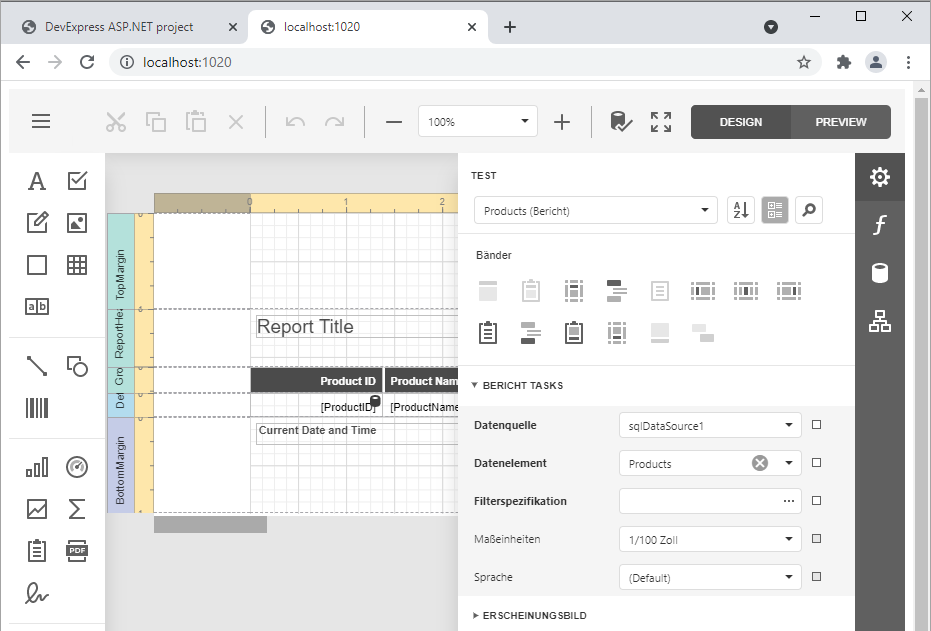 DevExpress ASP.NET project
localhost:1020
localhost:1020
100%
DESIGN
PREVIEW
TEST
Products (Bericht)
A
Z
Bänder
0
1
2
TopMargin
ReportHe
Report Title
Gro
Product ID
Product Nam
De
[ProductID]
[ProductName
Current Date and Time
BottomMargin
A
a b
PDF
f
BERICHT TASKS
Datenquelle
sqlDataSource1
Datenelement
Products
Filterspezifikation
...
Maßeinheiten
1/100 Zoll
Sprache
(Default)
ERSCHEINUNGSBILD